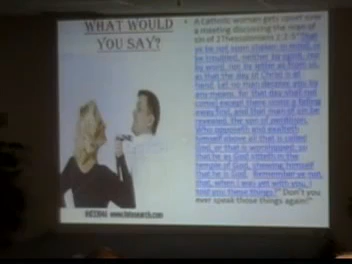 WHAT WOULD
YOU SAY?
A Catholic woman gets upset over
a meeting discussing the man of
sin of 2Thessalonians 2:2-5 "that
ye be not soon shaken in mind, or
be troubled, neither by spirit, nor
by word, nor by letter as from us,
as that the day of Christ is at
hand. Let no man deceive you by
any means: for that day shall not
come, except there come a falling
away first, and that man of sin be
revealed, the son of perdition;
Who opposeth and exalteth
himself above all that is called
God, or that is worshipped; so
that he as God sitteth in the
temple of God, shewing himself
that he is God. Remember ye not,
that, when I was yet with you, I
told you these things?" Don't you
ever speak those things again!"